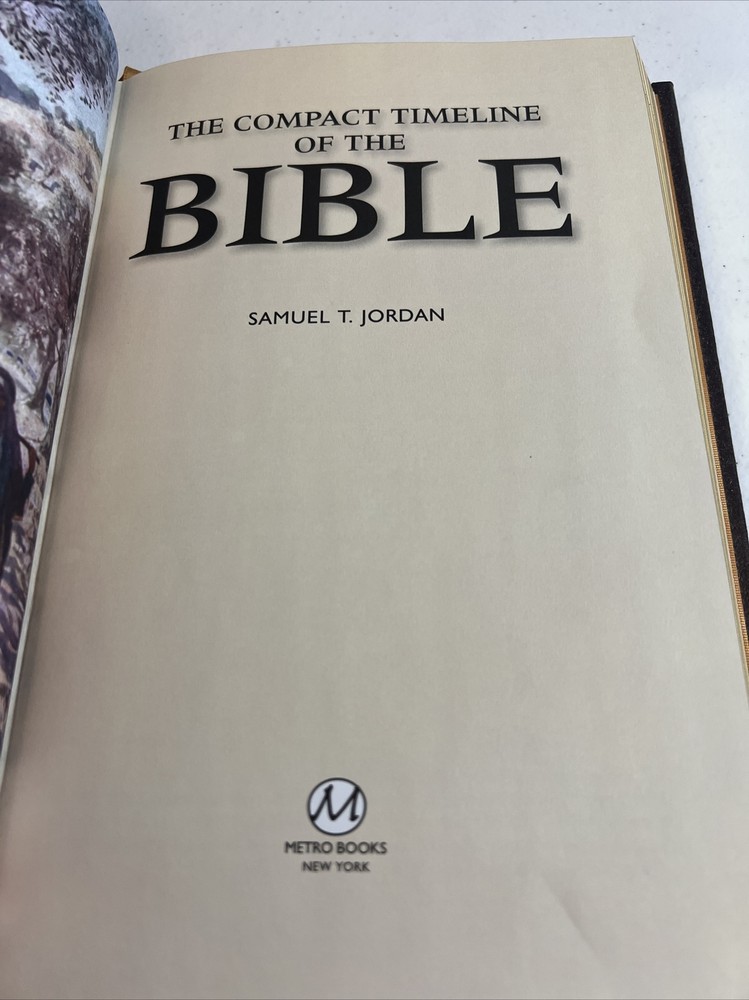 THE COMPACT TIMELINE
OF THE
BIBLE
SAMUEL T. JORDAN
M
METRO BOOKS
NEW YORK